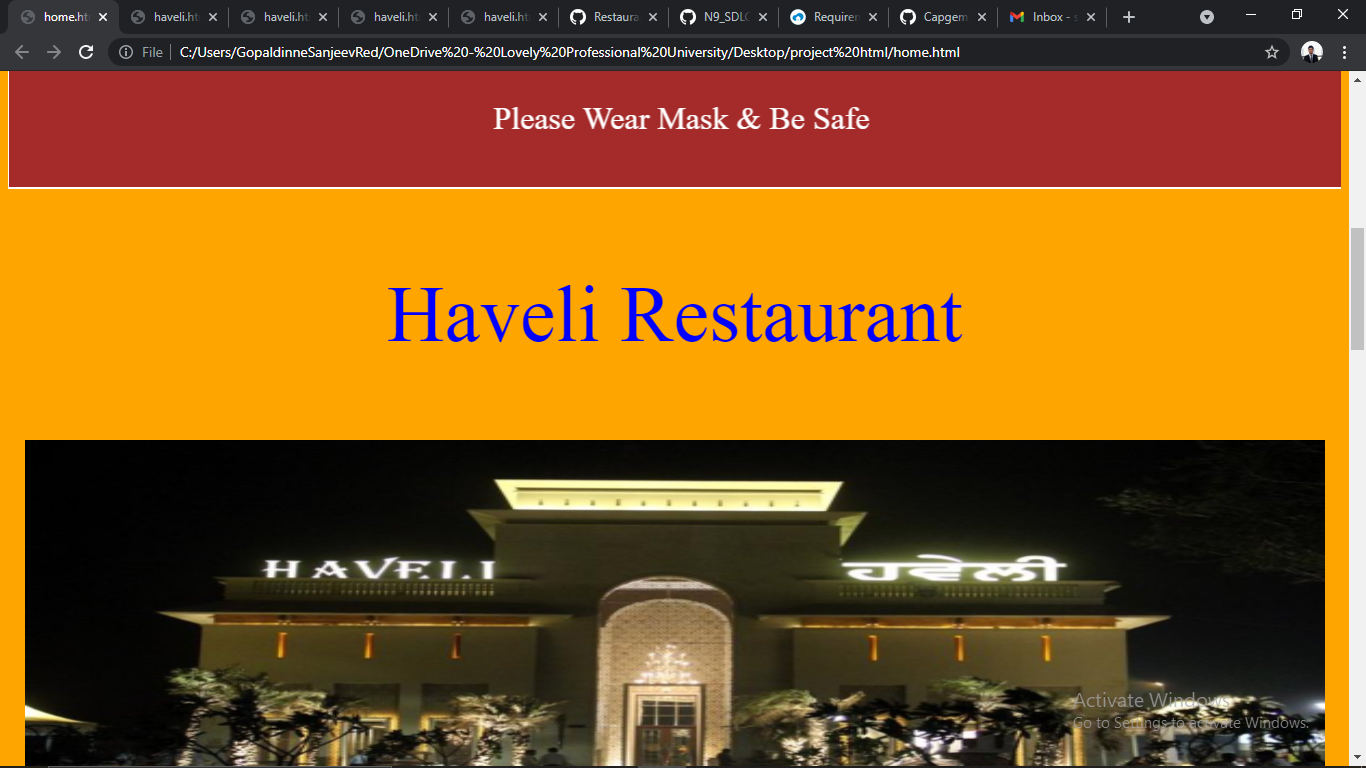 home.ht
haveli.ht
haveli.ht
haveli.ht
haveli.ht
Restaura
N9_SDLC
Requirem
Capgem
Inbox - s
File
C:/Users/GopaldinneSanjeevRed/OneDrive%20-%20Lovely%20Professional%20University/Desktop/project%20html/home.html
Please Wear Mask & Be Safe
Haveli Restaurant
HAVELI
ਹਵੇਲੀ
Activate Windows
Go to Settings to activate Windows.